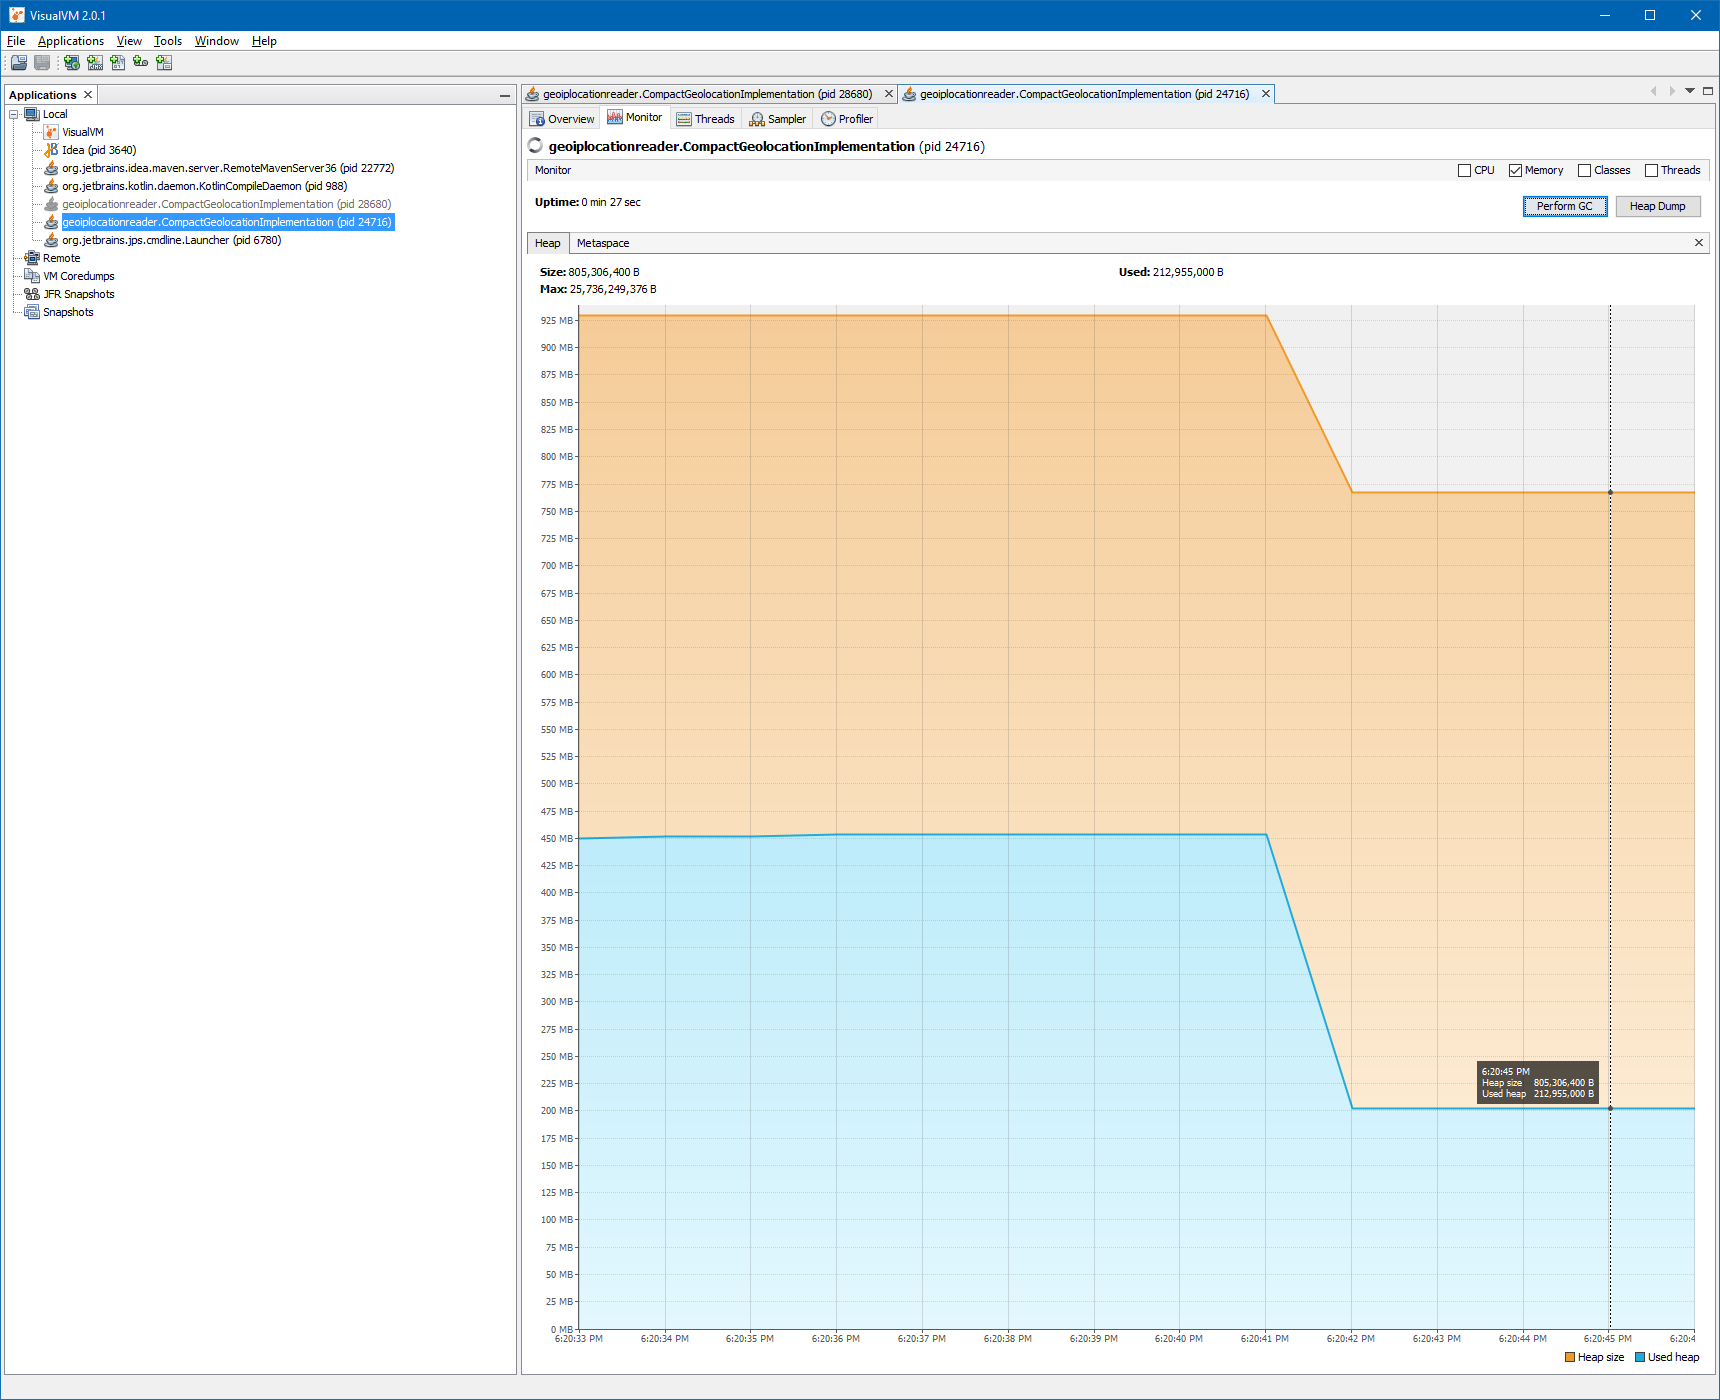 VisualVM 2.0.1
File Applications View Tools Window Help
Applications
Local
VisualVM
Idea (pid 3640)
org.jetbrains.idea.maven.server.RemoteMavenServer36 (pid 22772)
org.jetbrains.kotlin.daemon.KotlinCompileDaemon (pid 988)
geoiplocationreader.CompactGeolocationImplementation (pid 28680)
geoiplocationreader.CompactGeolocationImplementation (pid 24716)
org.jetbrains.jps.cmdline.Launcher (pid 6780)
Remote
VM Coredumps
JFR Snapshots
Snapshots
geoiplocationreader.CompactGeolocationImplementation (pid 28680) geoiplocationreader.CompactGeolocationImplementation (pid 24716)
Overview Monitor Threads Sampler Profiler
geoiplocationreader.CompactGeolocationImplementation (pid 24716)
Monitor CPU Memory Classes Threads
Uptime: 0 min 27 sec Perform GC Heap Dump
Heap Metaspace
Size: 805,306,400 B Used: 212,955,000 B
Max: 25,736,249,376 B
925 MB
900 MB
875 MB
850 MB
825 MB
800 MB
775 MB
750 MB
725 MB
700 MB
675 MB
650 MB
625 MB
600 MB
575 MB
550 MB
525 MB
500 MB
475 MB
450 MB
425 MB
400 MB
375 MB
350 MB
325 MB
300 MB
275 MB
250 MB
225 MB
200 MB
175 MB
150 MB
125 MB
100 MB
75 MB
50 MB
25 MB
0 MB
6:20:45 PM
Heap size 805,306,400 B
Used heap 212,955,000 B
6:20:33 PM 6:20:34 PM 6:20:35 PM 6:20:36 PM 6:20:37 PM 6:20:38 PM 6:20:39 PM 6:20:40 PM 6:20:41 PM 6:20:42 PM 6:20:43 PM 6:20:44 PM 6:20:45 PM 6:20:4
Heap size Used heap